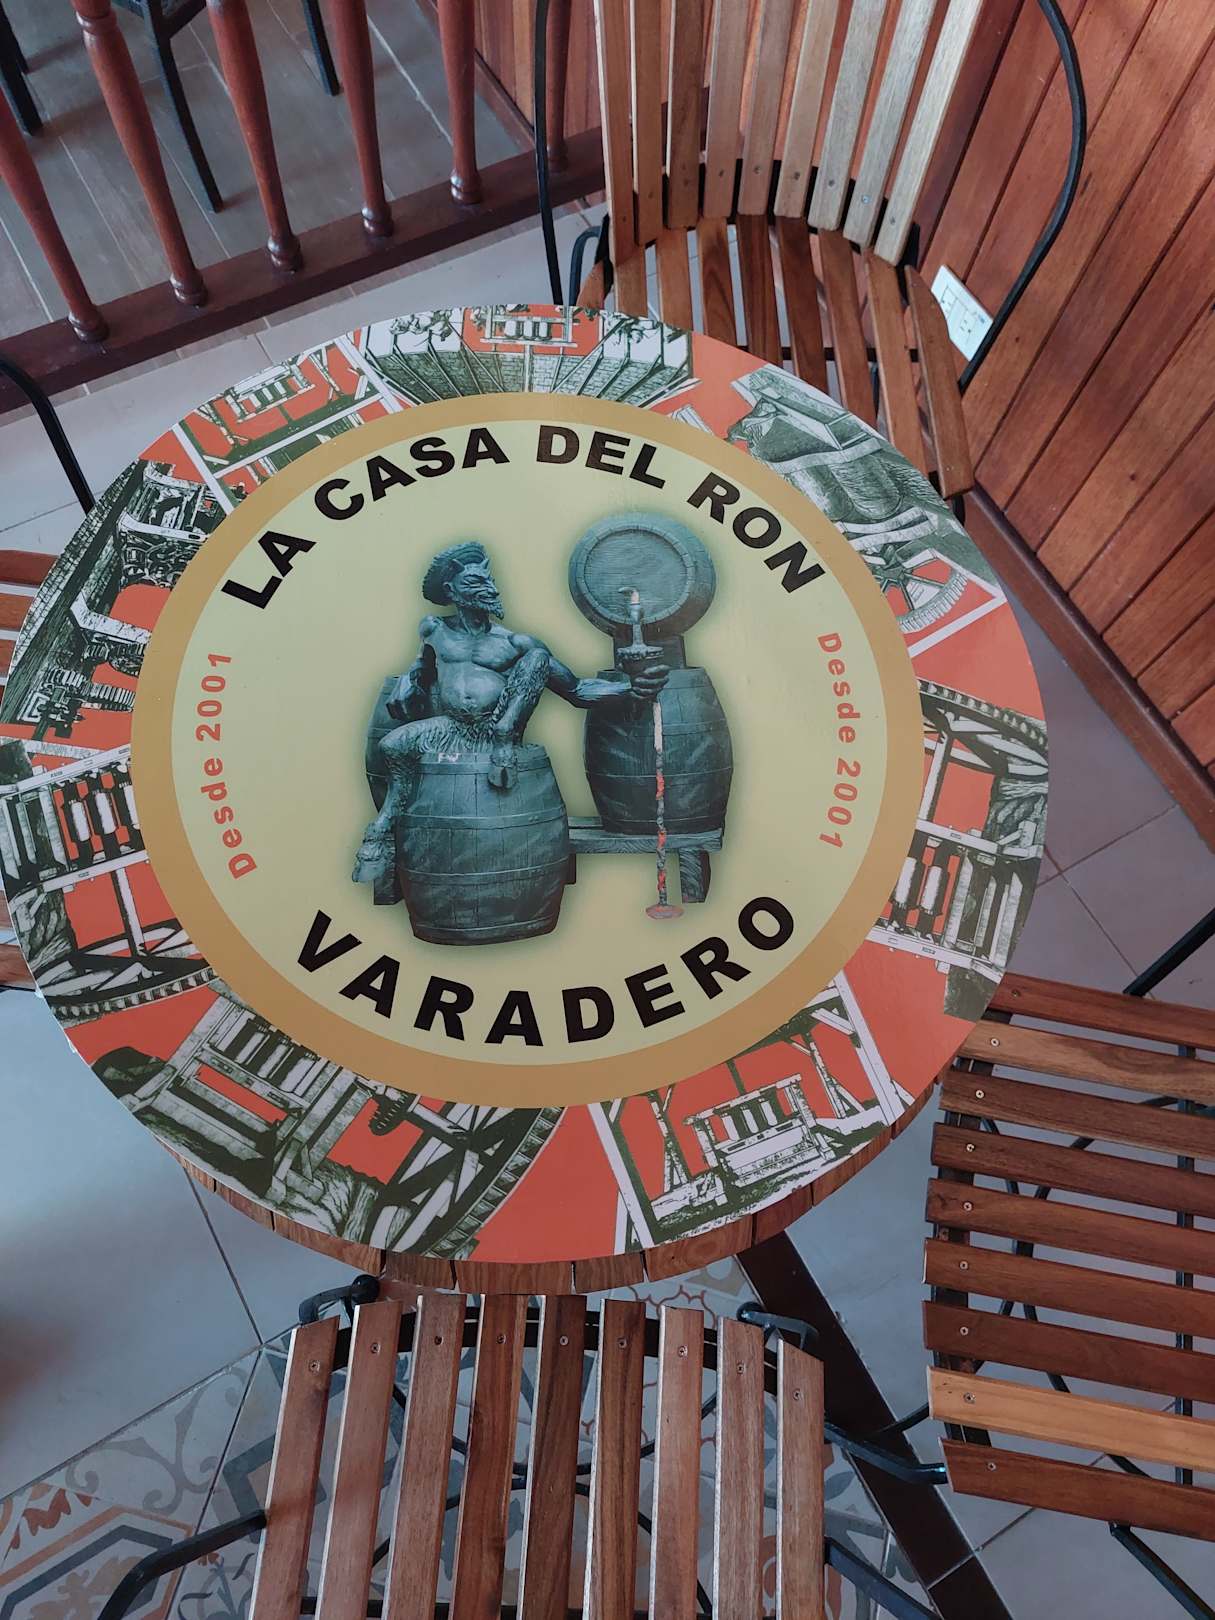 LA CASA DEL RON
Desde 2001
Desde 2001
VARADERO